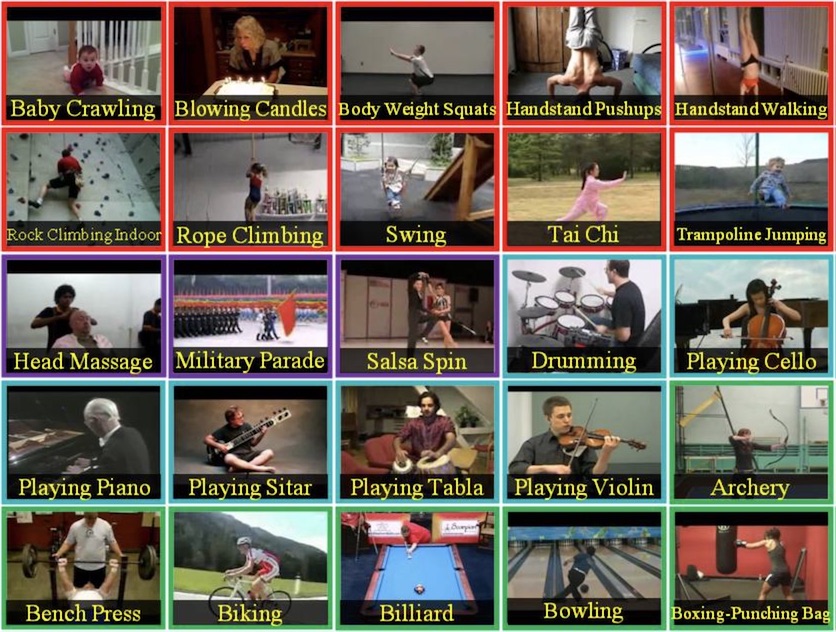 Baby Crawling
Blowing Candles
Body Weight Squats
Handstand Pushups
Handstand Walking
Rock Climbing Indoor
Rope Climbing
Swing
Tai Chi
Trampoline Jumping
Head Massage
Military Parade
Salsa Spin
Drumming
Playing Cello
Playing Piano
Playing Sitar
Playing Tabla
Playing Violin
Archery
Bench Press
Biking
Billiard
Bowling
Boxing-Punching Bag